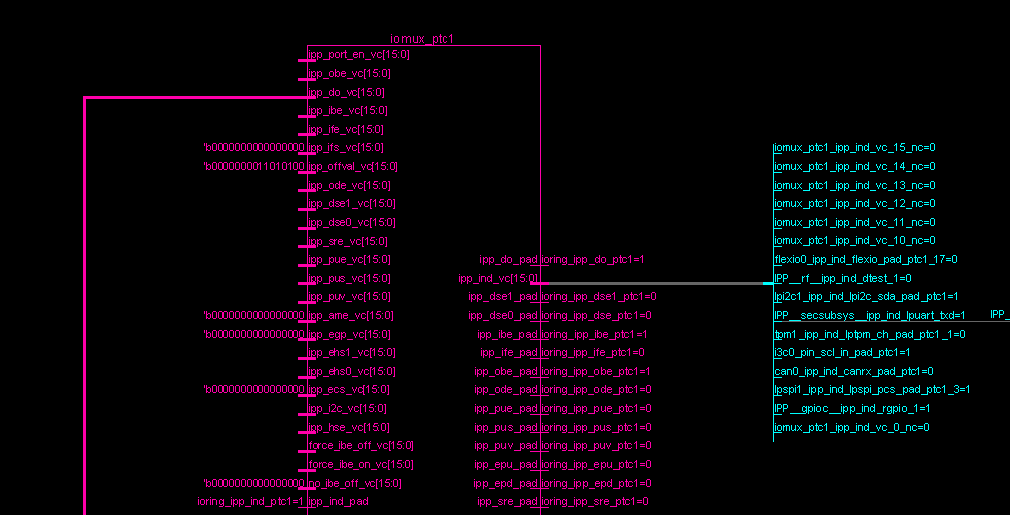 iomux_ptc1
ipp_port_en_vc[15:0]
ipp_obe_vc[15:0]
ipp_do_vc[15:0]
ipp_ibe_vc[15:0]
ipp_ife_vc[15:0]
'b0000000000000000 ipp_jfs_vc[15:0]
'b0000000011010100 ipp_offval_vc[15:0]
ipp_ode_vc[15:0]
ipp_dse1_vc[15:0]
ipp_dse0_vc[15:0]
ipp_sre_vc[15:0]
ipp_pue_vc[15:0]
ipp_pus_vc[15:0]
ipp_puv_vc[15:0]
'b0000000000000000 ipp_ame_vc[15:0]
'b0000000000000000 ipp_egp_vc[15:0]
ipp_ehs1_vc[15:0]
ipp_ehs0_vc[15:0]
'b0000000000000000 ipp_ecs_vc[15:0]
ipp_i2c_vc[15:0]
ipp_hse_vc[15:0]
force_ibe_off_vc[15:0]
force_ibe_on_vc[15:0]
'b0000000000000000 no_ibe_off_vc[15:0]
ioring_ipp_ind_ptc1=1 ipp_ind_pad
ipp_do_pad ioring_ipp_do_ptc1=1
ipp_ind_vc[15:0]
ipp_dse1_pad ioring_ipp_dse1_ptc1=0
ipp_dse0_pad ioring_ipp_dse_ptc1=0
ipp_ibe_pad ioring_ipp_ibe_ptc1=1
ipp_ife_pad ioring_ipp_ife_ptc1=0
ipp_obe_pad ioring_ipp_obe_ptc1=1
ipp_ode_pad ioring_ipp_ode_ptc1=0
ipp_pue_pad ioring_ipp_pue_ptc1=0
ipp_pus_pad ioring_ipp_pus_ptc1=0
ipp_puv_pad ioring_ipp_puv_ptc1=0
ipp_epu_pad ioring_ipp_epu_ptc1=0
ipp_epd_pad ioring_ipp_epd_ptc1=0
ipp_sre_pad ioring_ipp_sre_ptc1=0
iomux_ptc1_ipp_ind_vc_15_nc=0
iomux_ptc1_ipp_ind_vc_14_nc=0
iomux_ptc1_ipp_ind_vc_13_nc=0
iomux_ptc1_ipp_ind_vc_12_nc=0
iomux_ptc1_ipp_ind_vc_11_nc=0
iomux_ptc1_ipp_ind_vc_10_nc=0
flexio0_ipp_ind_flexio_pad_ptc1_17=0
IPP__rf__ipp_ind_dtest_1=0
lpi2c1_ipp_ind_lpi2c_sda_pad_ptc1=1
IPP__secsubsys__ipp_ind_lpuart_txd=1 IPP_
tpm1_ipp_ind_lptpm_ch_pad_ptc1_1=0
i3c0_pin_scl_in_pad_ptc1=1
can0_ipp_ind_canrx_pad_ptc1=0
lpspi1_ipp_ind_lpspi_pcs_pad_ptc1_3=1
IPP__gpioc__ipp_ind_rgpio_1=1
iomux_ptc1_ipp_ind_vc_0_nc=0